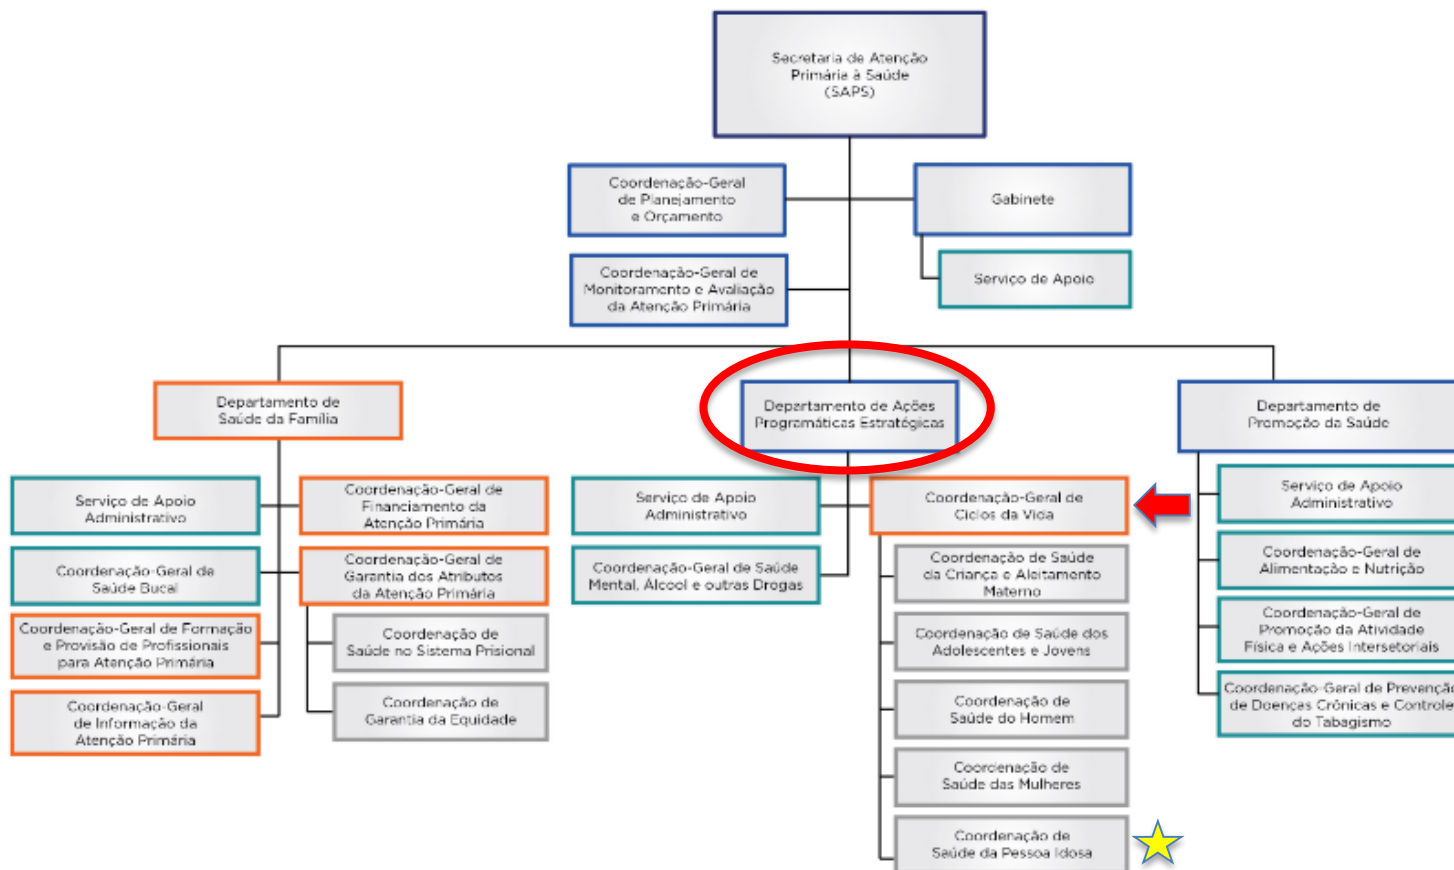 Secretaria de Atenção
Primária à Saúde
(SAPS)
Coordenação-Geral
de Planejamento
e Orçamento
Gabinete
Coordenação-Geral de
Monitoramento e Avaliação
da Atenção Primária
Serviço de Apoio
Departamento de
Saúde da Família
Departamento de Ações
Programáticas Estratégicas
Departamento de
Promoção da Saúde
Serviço de Apoio
Administrativo
Coordenação-Geral de
Financiamento da
Atenção Primária
Coordenação-Geral de
Saúde Bucal
Coordenação-Geral de
Garantia dos Atributos
da Atenção Primária
Coordenação-Geral de Formação
e Provisão de Profissionais
para Atenção Primária
Coordenação de
Saúde no Sistema Prisional
Coordenação-Geral
de Informação da
Atenção Primária
Coordenação de
Garantia da Equidade
Serviço de Apoio
Administrativo
Coordenação-Geral de
Ciclos da Vida
Coordenação-Geral de Saúde
Mental, Álcool e outras Drogas
Coordenação de Saúde
da Criança e Aleitamento
Materno
Coordenação de Saúde dos
Adolescentes e Jovens
Coordenação de
Saúde do Homem
Coordenação de
Saúde das Mulheres
Coordenação de
Saúde da Pessoa Idosa
Serviço de Apoio
Administrativo
Coordenação-Geral de
Alimentação e Nutrição
Coordenação-Geral de
Promoção da Atividade
Física e Ações Intersetoriais
Coordenação-Geral de Prevenção
de Doenças Crônicas e Controle
do Tabagismo